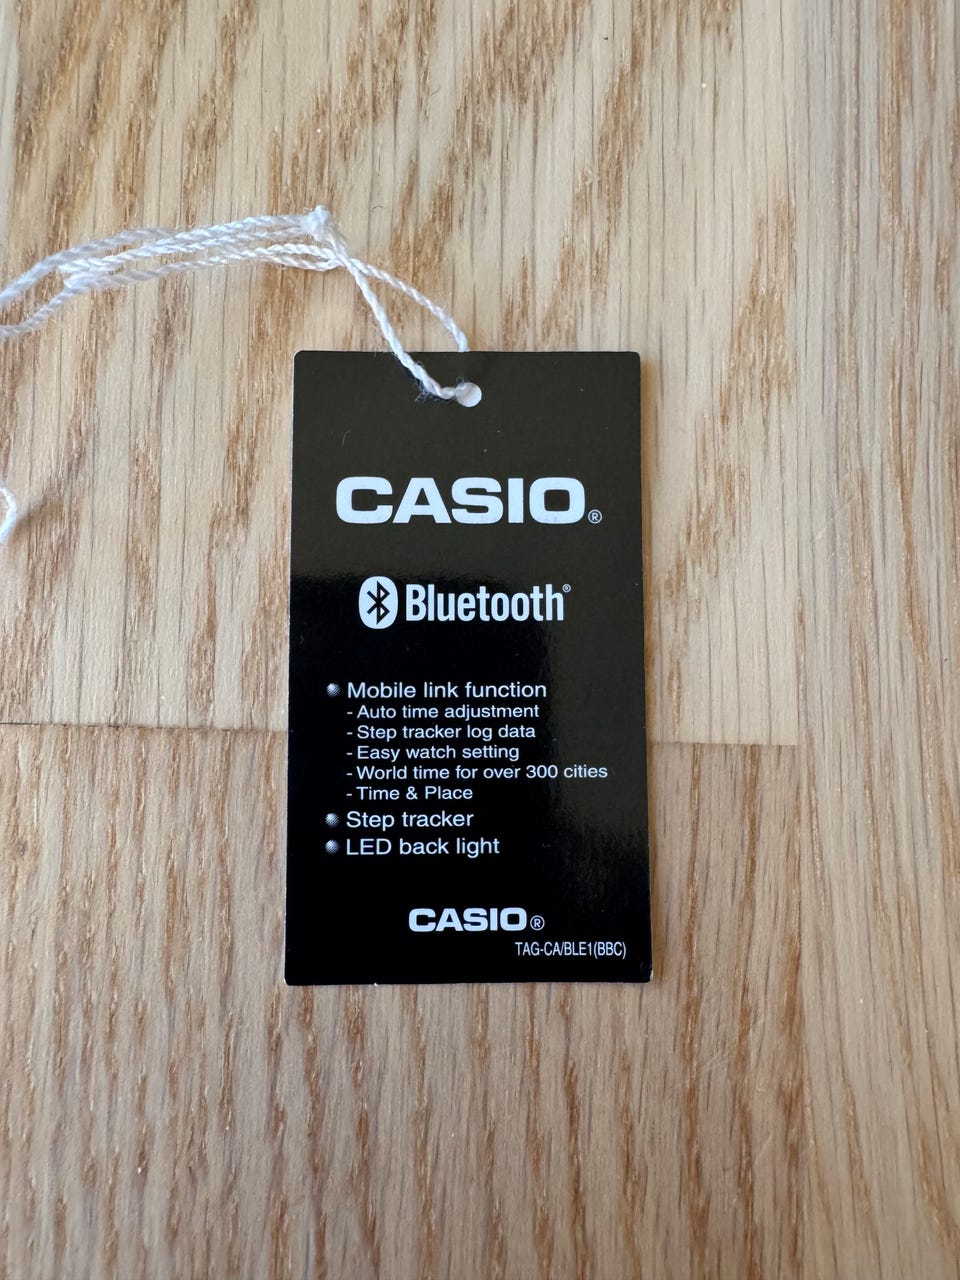 CASIO®
Bluetooth®
Mobile link function
- Auto time adjustment
- Step tracker log data
- Easy watch setting
- World time for over 300 cities
- Time & Place
Step tracker
LED back light
CASIO®
TAG-CA/BLE1(BBC)